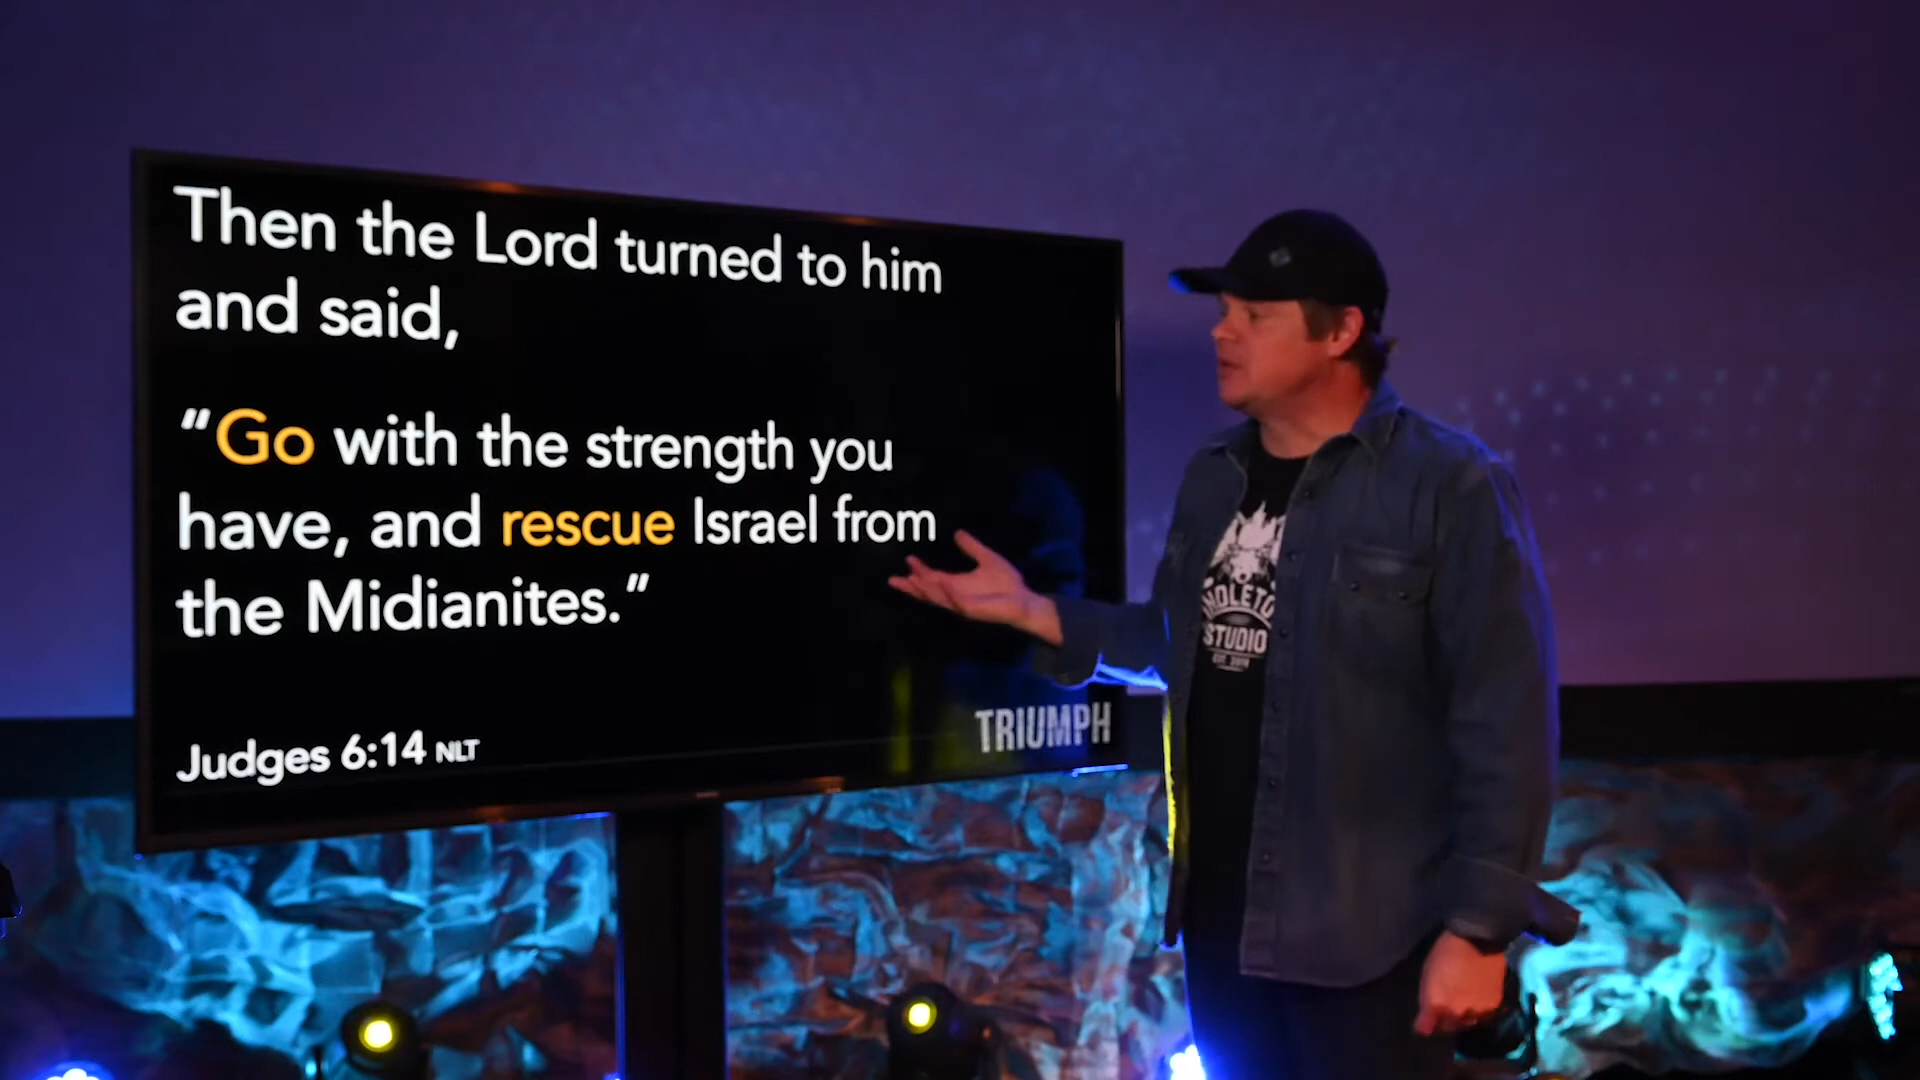 Then the Lord turned to him
and said,
“Go with the strength you
have, and rescue Israel from
the Midianites.”
Judges 6:14 NLT
TRIUMPH
STUDIO